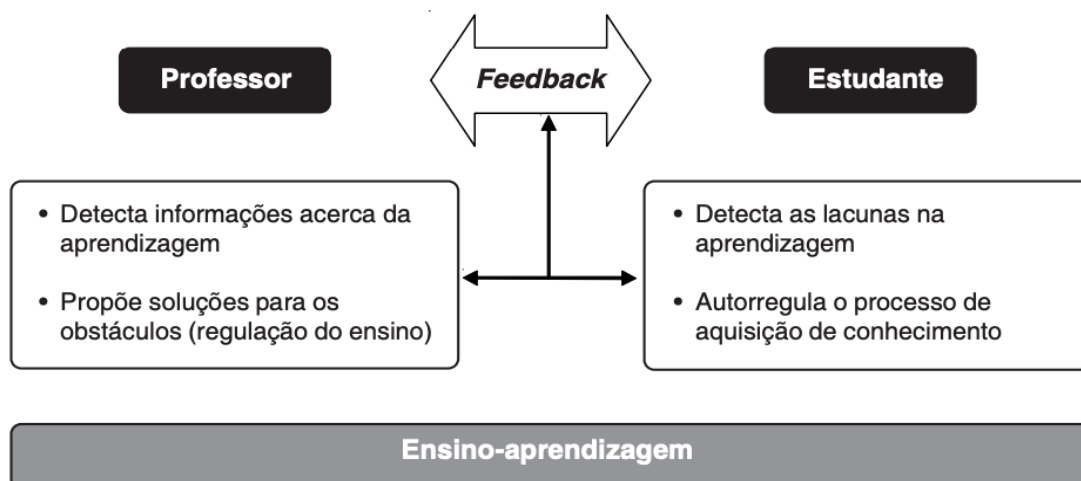 Professor
Feedback
Estudante
• Detecta informações acerca da
aprendizagem
• Propõe soluções para os
obstáculos (regulação do ensino)
• Detecta as lacunas na
aprendizagem
• Autorregula o processo de
aquisição de conhecimento
Ensino-aprendizagem